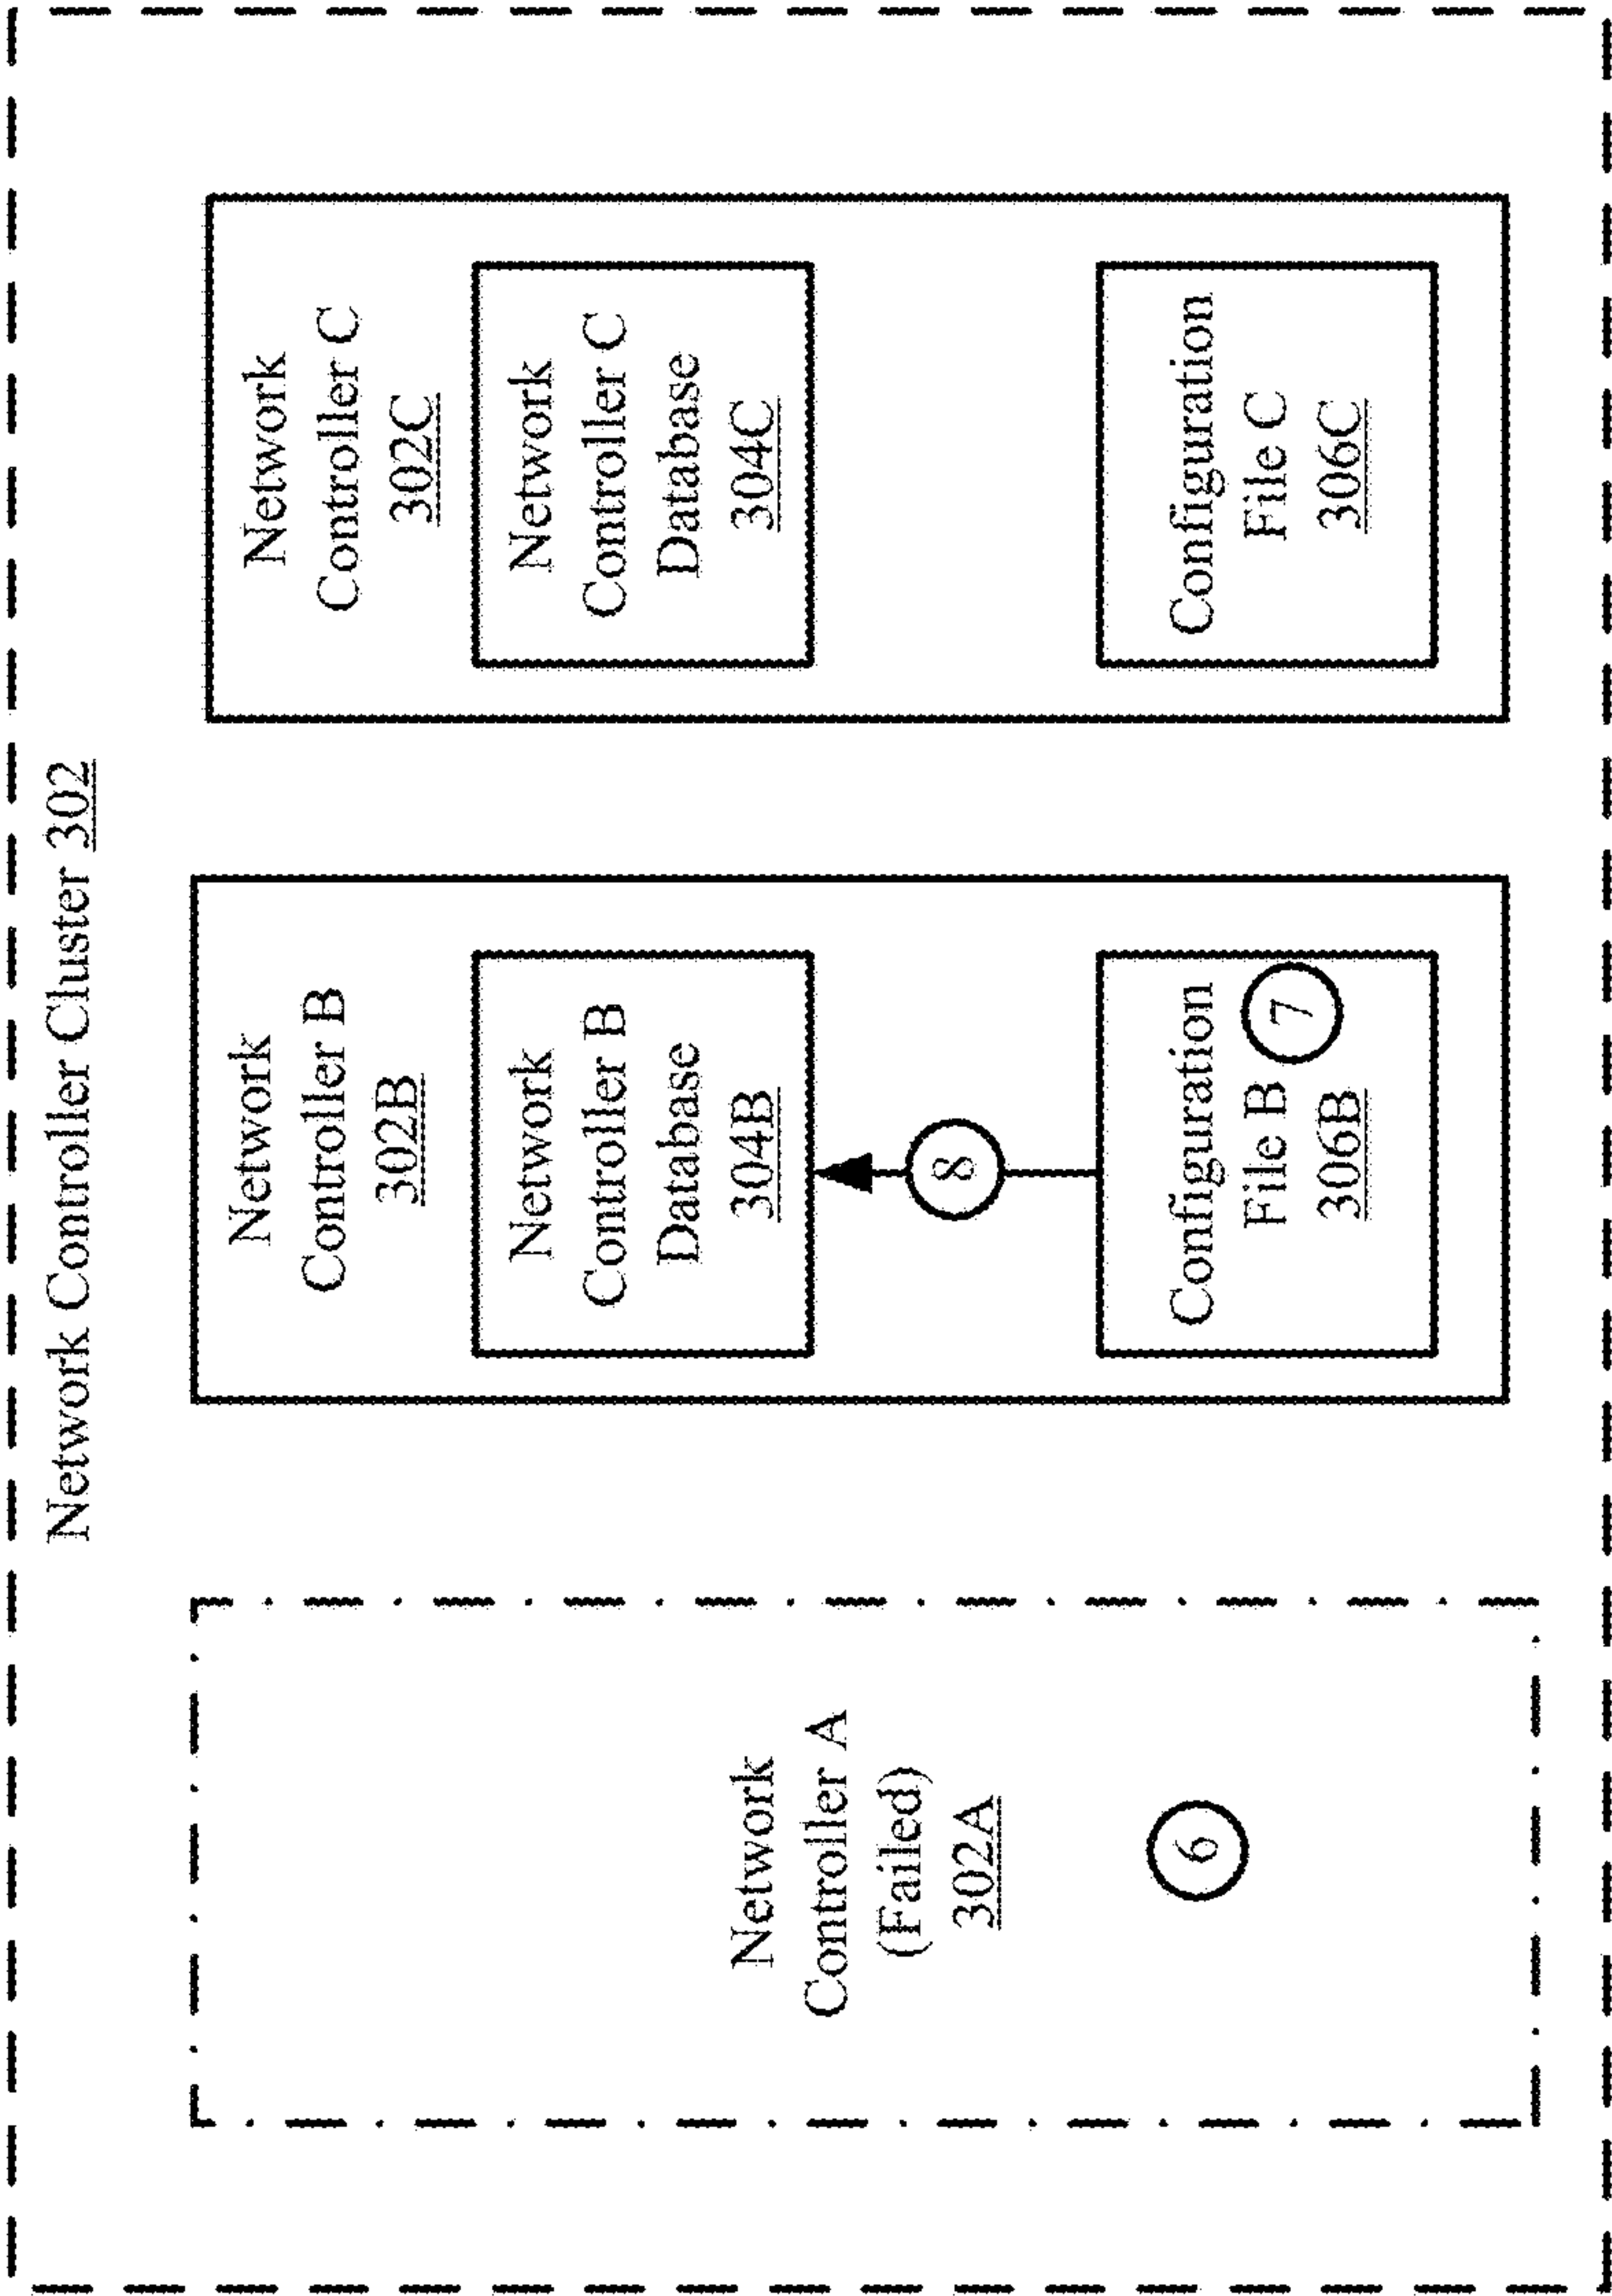 Network Controller Cluster 302
Network
Controller A
(Failed)
302A
6
Network
Controller B
302B
Network
Controller B
Database
304B
8
Configuration
File B
7
306B
Network
Controller C
302C
Network
Controller C
Database
304C
Configuration
File C
306C